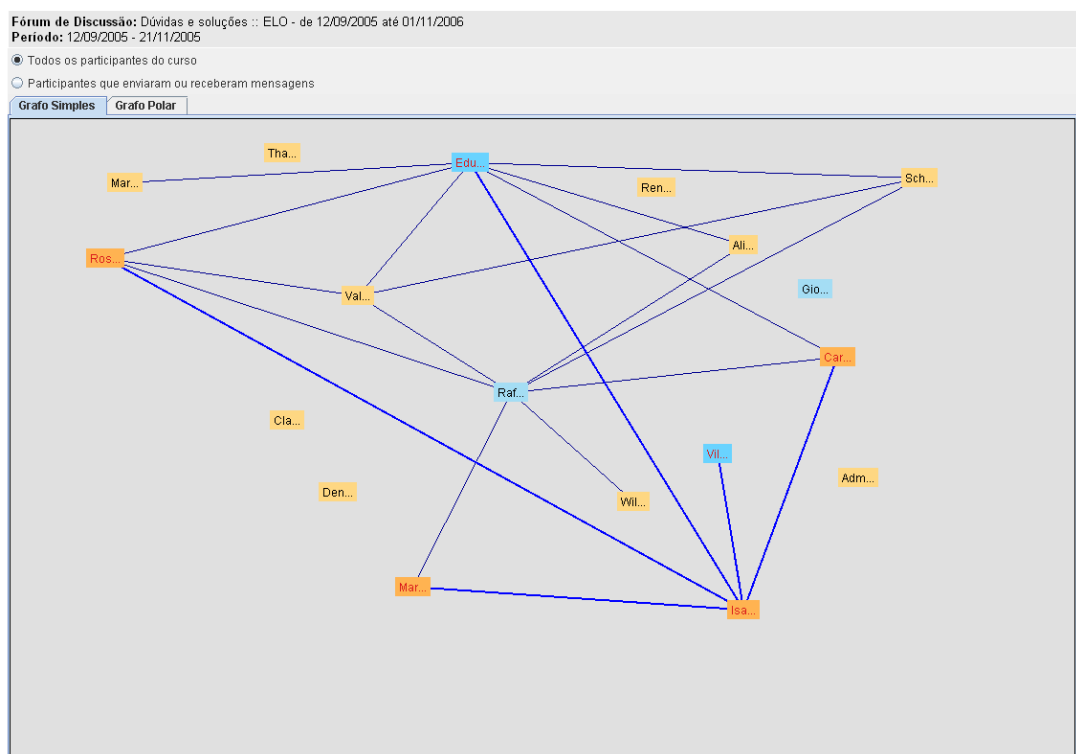 Fórum de Discussão: Dúvidas e soluções :: ELO - de 12/09/2005 até 01/11/2006
Período: 12/09/2005 - 21/11/2005
Todos os participantes do curso
Participantes que enviaram ou receberam mensagens
Grafo Simples Grafo Polar
Tha...
Edu...
Mar...
Ren...
Sch...
Ali...
Ros...
Val...
Gio...
Car...
Raf...
Cla...
Vil...
Adm...
Den...
Wil...
Mar...
Isa...